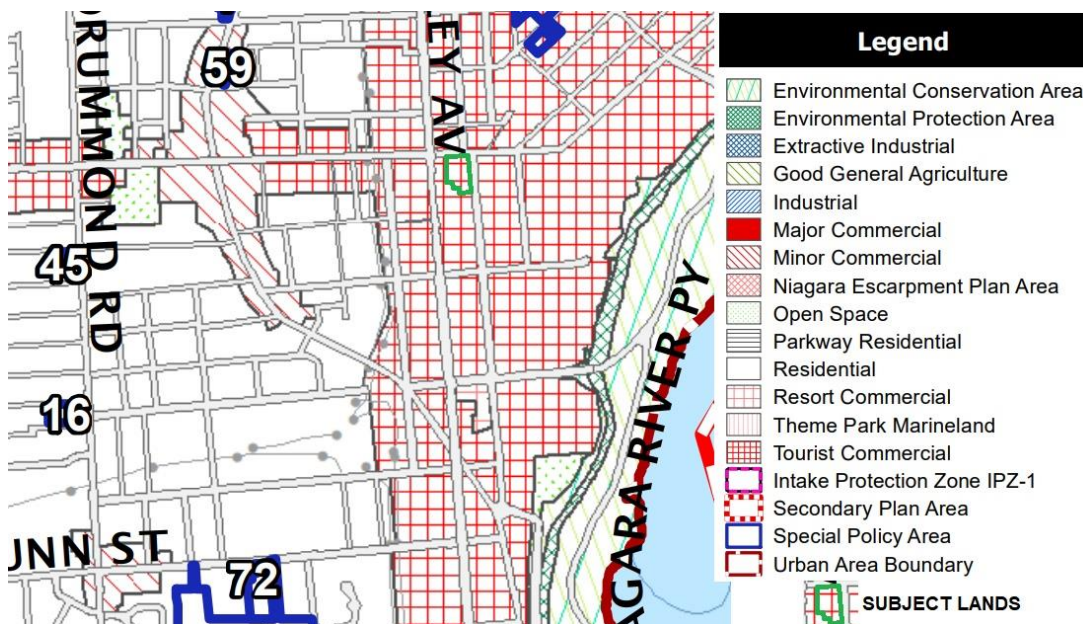 RUMMOND RD
EY AV
59
45
16
72
UNN ST
AGARA RIVER PY
Legend
Environmental Conservation Area
Environmental Protection Area
Extractive Industrial
Good General Agriculture
Industrial
Major Commercial
Minor Commercial
Niagara Escarpment Plan Area
Open Space
Parkway Residential
Residential
Resort Commercial
Theme Park Marineland
Tourist Commercial
Intake Protection Zone IPZ-1
Secondary Plan Area
Special Policy Area
Urban Area Boundary
SUBJECT LANDS